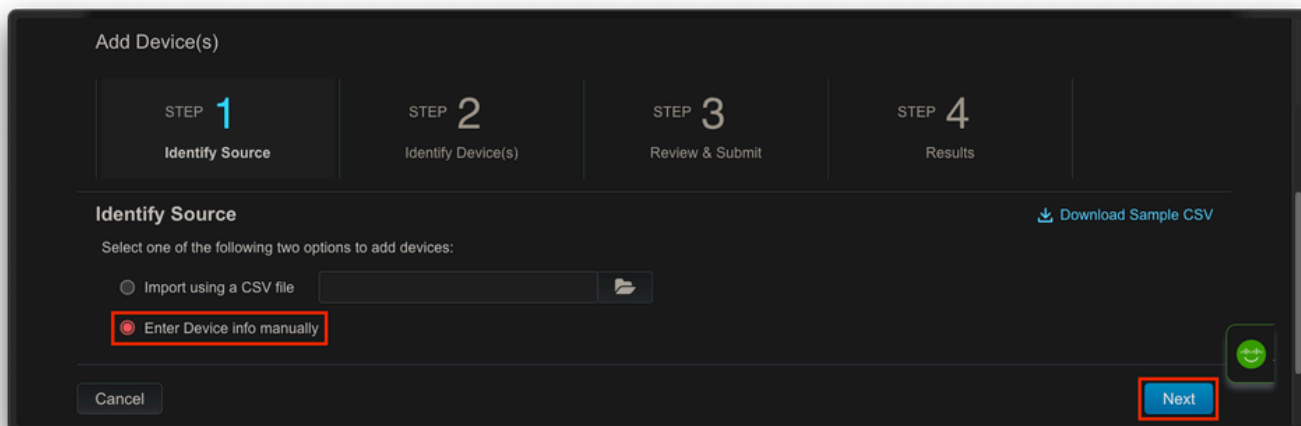 Add Device(s)
STEP 1
Identify Source
STEP 2
Identify Device(s)
STEP 3
Review & Submit
STEP 4
Results
Identify Source
Download Sample CSV
Select one of the following two options to add devices:
Import using a CSV file
Enter Device info manually
Cancel
Next